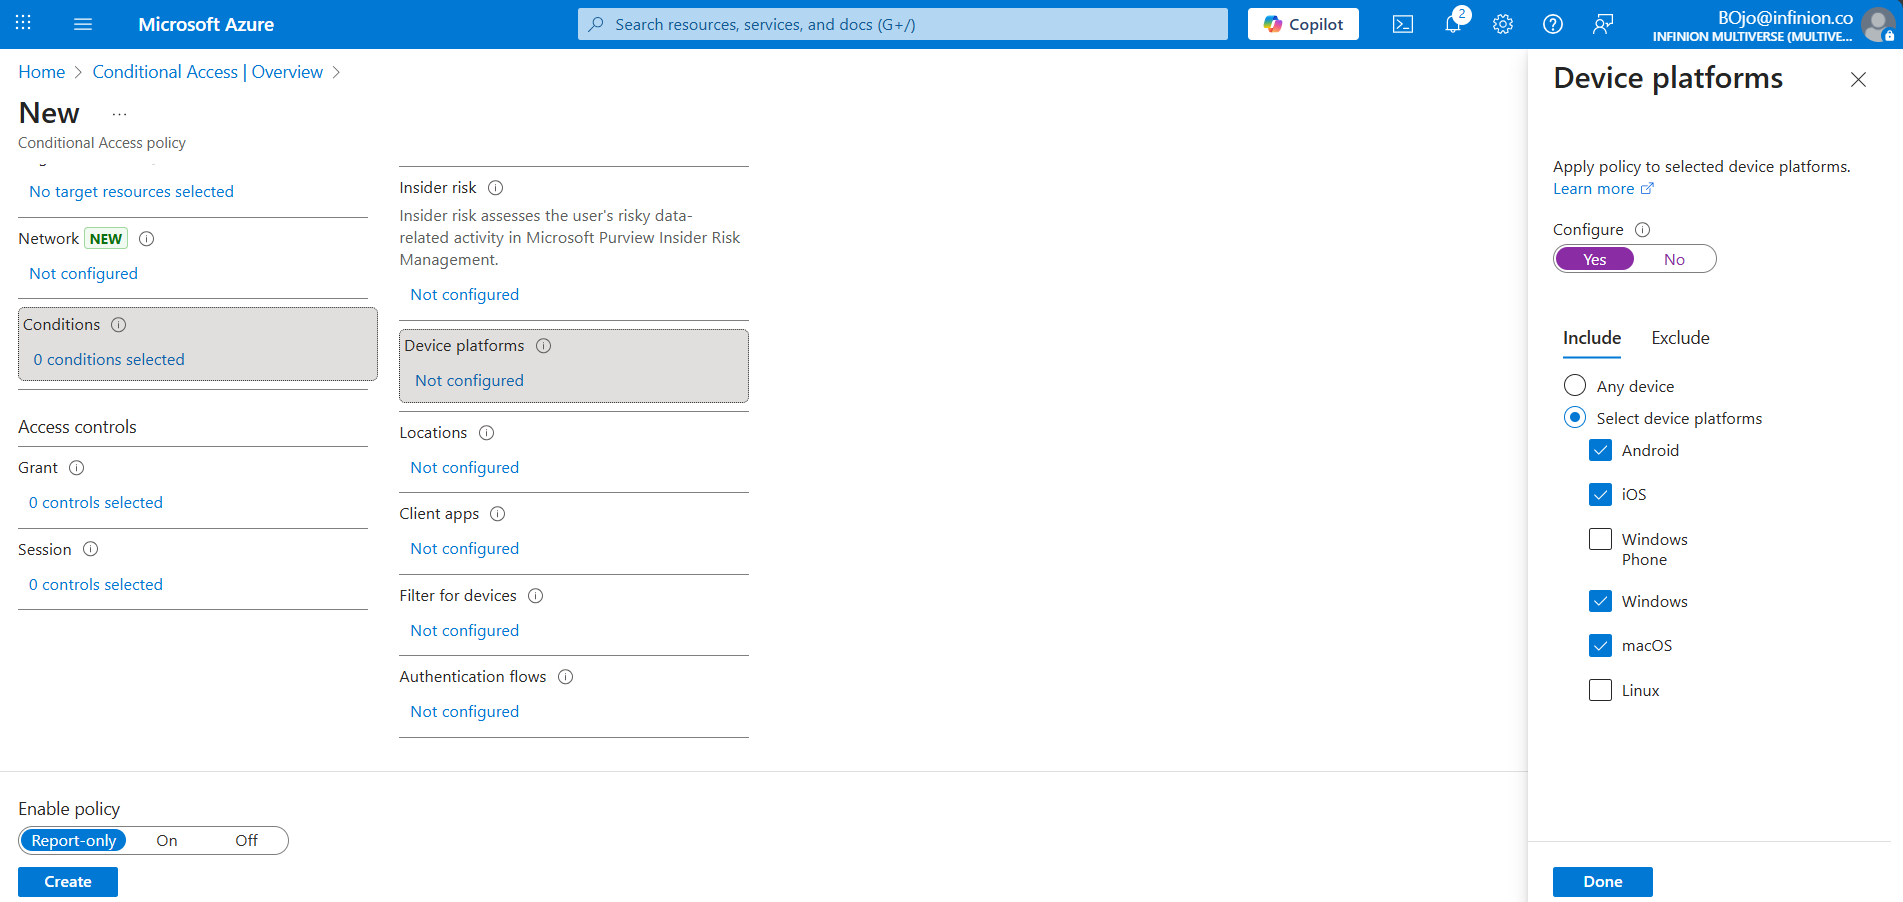 Microsoft Azure
Search resources, services, and docs (G+/)
Copilot
2
BOjo@infinion.co
INFINION MULTIVERSE (MULTIVE...
Home > Conditional Access | Overview >
New ...
Conditional Access policy
No target resources selected
Network NEW
Not configured
Conditions
0 conditions selected
Access controls
Grant
0 controls selected
Session
0 controls selected
Insider risk
Insider risk assesses the user's risky data-
related activity in Microsoft Purview Insider Risk
Management.
Not configured
Device platforms
Not configured
Locations
Not configured
Client apps
Not configured
Filter for devices
Not configured
Authentication flows
Not configured
Enable policy
Report-only On Off
Create
Device platforms
Apply policy to selected device platforms.
Learn more
Configure
Yes No
Include Exclude
Any device
Select device platforms
Android
iOS
Windows
Phone
Windows
macOS
Linux
Done